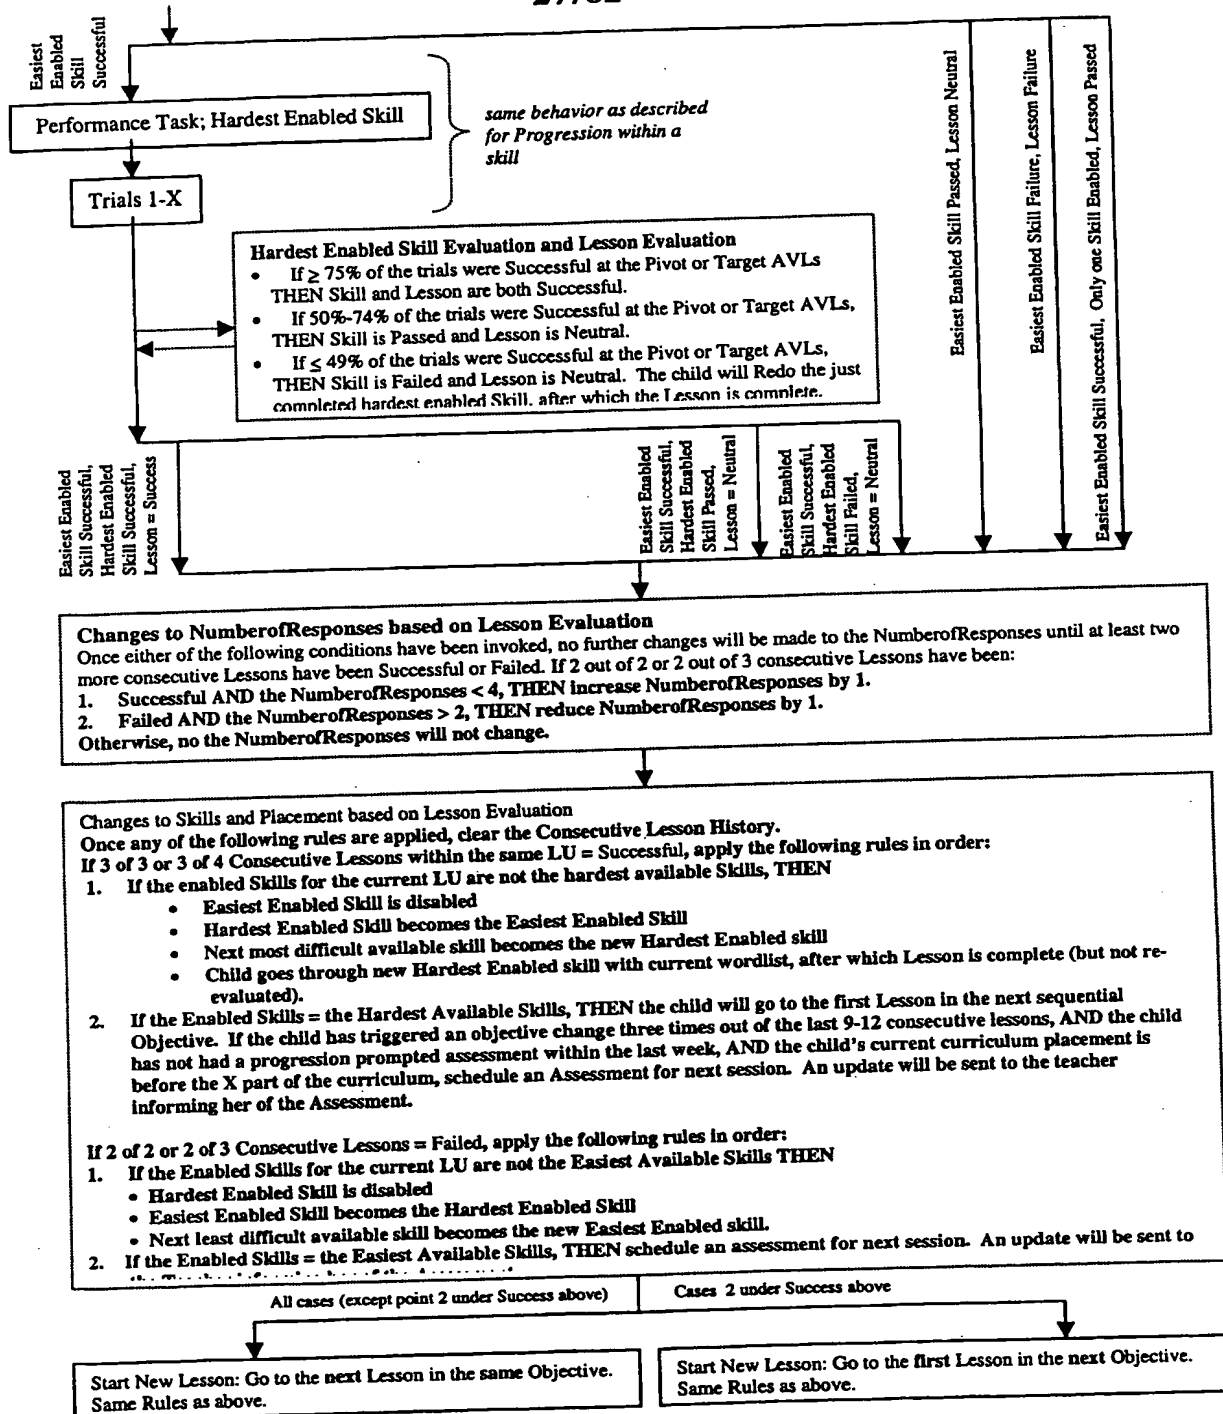 Easiest
Enabled
Skill
Successful
Performance Task; Hardest Enabled Skill
Trials 1-X
same behavior as described
for Progression within a
skill
Easiest Enabled Skill Passed, Lesson Neutral
Easiest Enabled Skill Failure, Lesson Failure
Easiest Enabled Skill Successful, Only one Skill Enabled, Lesson Passed
Hardest Enabled Skill Evaluation and Lesson Evaluation
• If ≥ 75% of the trials were Successful at the Pivot or Target AVLs
THEN Skill and Lesson are both Successful.
• If 50%-74% of the trials were Successful at the Pivot or Target AVLs,
THEN Skill is Passed and Lesson is Neutral.
• If ≤ 49% of the trials were Successful at the Pivot or Target AVLs,
THEN Skill is Failed and Lesson is Neutral. The child will Redo the just
completed hardest enabled Skill, after which the Lesson is complete.
Easiest Enabled
Skill Successful,
Hardest Enabled
Skill Successful,
Lesson = Success
Easiest Enabled
Skill Successful,
Hardest Enabled
Skill Passed,
Lesson = Neutral
Easiest Enabled
Skill Successful,
Hardest Enabled
Skill Failed,
Lesson = Neutral
Changes to NumberofResponses based on Lesson Evaluation
Once either of the following conditions have been invoked, no further changes will be made to the NumberofResponses until at least two
more consecutive Lessons have been Successful or Failed. If 2 out of 2 or 2 out of 3 consecutive Lessons have been:
1. Successful AND the NumberofResponses < 4, THEN increase NumberofResponses by 1.
2. Failed AND the NumberofResponses > 2, THEN reduce NumberofResponses by 1.
Otherwise, no the NumberofResponses will not change.
Changes to Skills and Placement based on Lesson Evaluation
Once any of the following rules are applied, clear the Consecutive Lesson History.
If 3 of 3 or 3 of 4 Consecutive Lessons within the same LU = Successful, apply the following rules in order:
1. If the enabled Skills for the current LU are not the hardest available Skills, THEN
• Easiest Enabled Skill is disabled
• Hardest Enabled Skill becomes the Easiest Enabled Skill
• Next most difficult available skill becomes the new Hardest Enabled skill
• Child goes through new Hardest Enabled skill with current wordlist, after which Lesson is complete (but not re-
evaluated).
2. If the Enabled Skills = the Hardest Available Skills, THEN the child will go to the first Lesson in the next sequential
Objective. If the child has triggered an objective change three times out of the last 9-12 consecutive lessons, AND the child
has not had a progression prompted assessment within the last week, AND the child's current curriculum placement is
before the X part of the curriculum, schedule an Assessment for next session. An update will be sent to the teacher
informing her of the Assessment.
If 2 of 2 or 2 of 3 Consecutive Lessons = Failed, apply the following rules in order:
1. If the Enabled Skills for the current LU are not the Easiest Available Skills THEN
• Hardest Enabled Skill is disabled
• Easiest Enabled Skill becomes the Hardest Enabled Skill
• Next least difficult available skill becomes the new Easiest Enabled skill.
2. If the Enabled Skills = the Easiest Available Skills, THEN schedule an assessment for next session. An update will be sent to
All cases (except point 2 under Success above)
Cases 2 under Success above
Start New Lesson: Go to the next Lesson in the same Objective.
Same Rules as above.
Start New Lesson: Go to the first Lesson in the next Objective.
Same Rules as above.